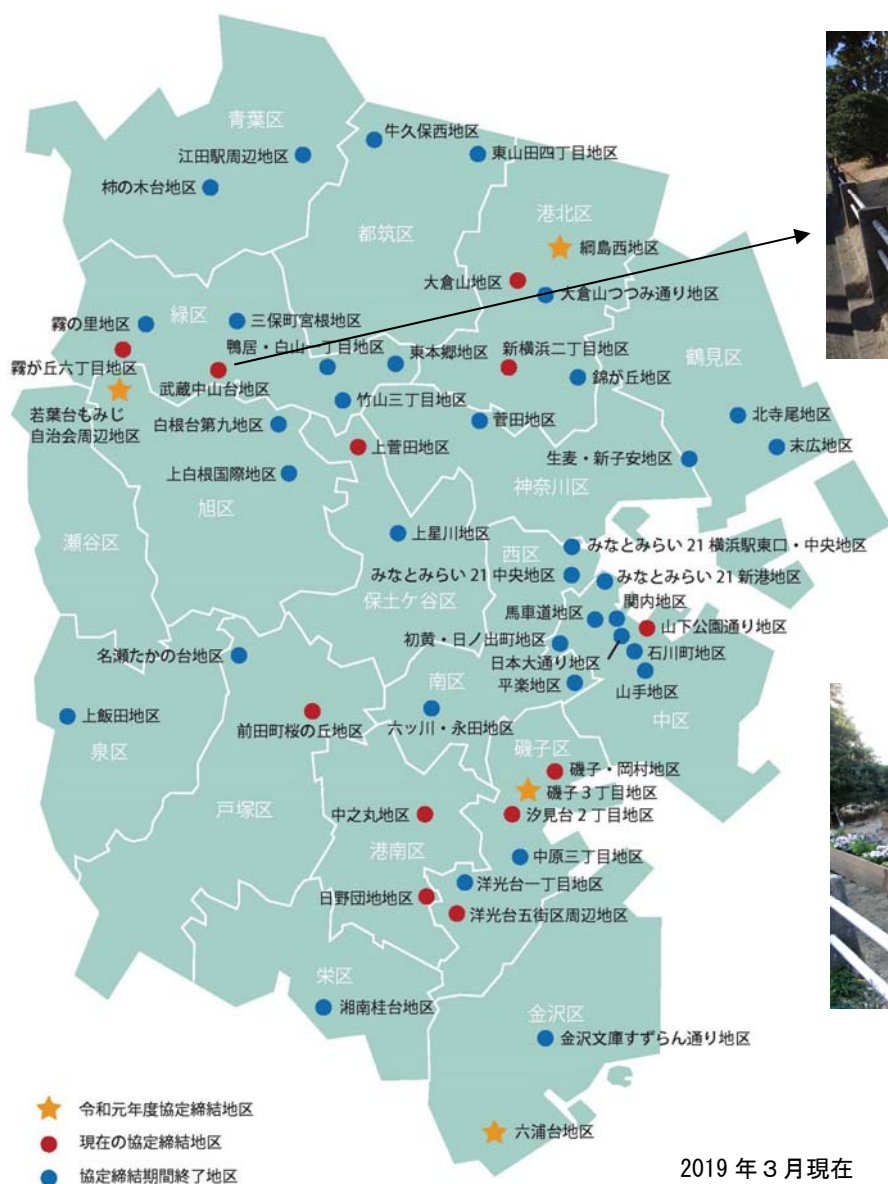 青葉区
牛久保西地区
江田駅周辺地区
東山田四丁目地区
柿の木台地区
港北区
都筑区
綱島西地区
大倉山地区
大倉山つつみ通り地区
緑区
霧の里地区
三保町宮根地区
鴨居・白山一丁目地区
東本郷地区
新横浜二丁目地区
鶴見区
霧が丘六丁目地区
武蔵中山台地区
錦が丘地区
若葉台もみじ
自治会周辺地区
竹山三丁目地区
北寺尾地区
白根台第九地区
菅田地区
末広地区
上菅田地区
生麦・新子安地区
上白根国際地区
神奈川区
旭区
瀬谷区
上星川地区
西区
みなとみらい 21 横浜駅東口・中央地区
みなとみらい 21 中央地区
みなとみらい 21 新港地区
保土ケ谷区
関内地区
馬車道地区
山下公園通り地区
初黄・日ノ出町地区
石川町地区
名瀬たかの台地区
日本大通り地区
南区
平楽地区
山手地区
上飯田地区
前田町桜の丘地区
六ッ川・永田地区
中区
泉区
磯子区
磯子・岡村地区
戸塚区
磯子 3 丁目地区
中之丸地区
汐見台 2 丁目地区
港南区
中原三丁目地区
洋光台一丁目地区
日野団地地区
洋光台五街区周辺地区
栄区
湘南桂台地区
金沢区
金沢文庫すずらん通り地区
令和元年度協定締結地区
六浦台地区
現在の協定締結地区
協定締結期間終了地区
2019 年３月現在